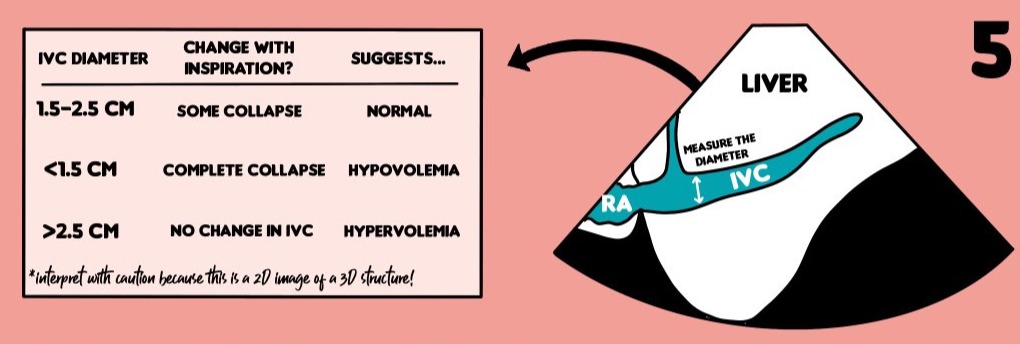 IVC DIAMETER CHANGE WITH INSPIRATION? SUGGESTS...
1.5-2.5 CM SOME COLLAPSE NORMAL
<1.5 CM COMPLETE COLLAPSE HYPOVOLEMIA
>2.5 CM NO CHANGE IN IVC HYPERVOLEMIA
*interpret with caution because this is a 2D image of a 3D structure!
5
LIVER
MEASURE THE
DIAMETER
IVC
RA